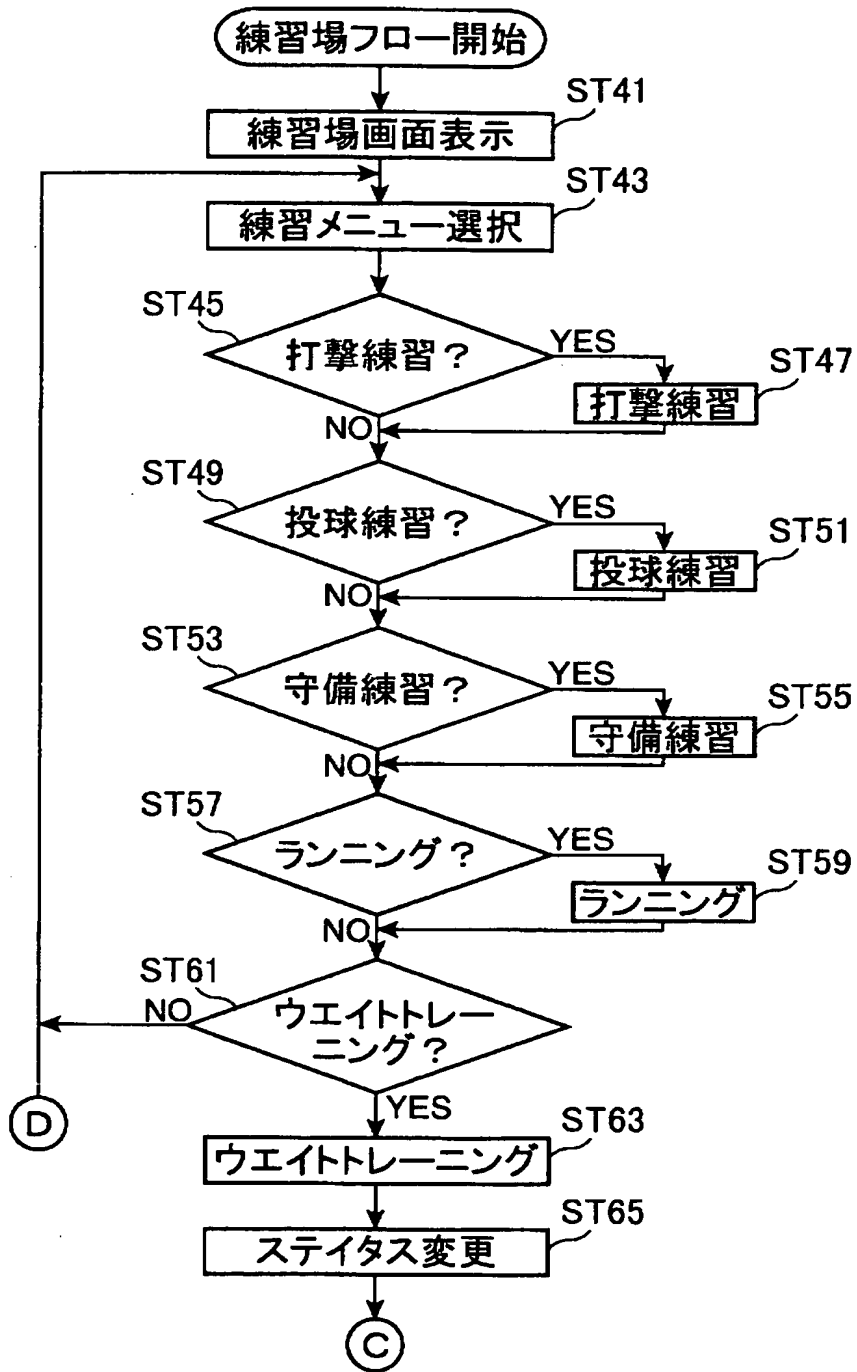 練習場フロー開始
ST41
練習場画面表示
ST43
練習メニュー選択
ST45
打撃練習？
YES
ST47
打撃練習
NO
ST49
投球練習？
YES
ST51
投球練習
NO
ST53
守備練習？
YES
ST55
守備練習
NO
ST57
ランニング？
YES
ST59
ランニング
NO
ST61
NO
ウエイトトレー
ニング？
D
YES
ST63
ウエイトトレーニング
ST65
ステイタス変更
C